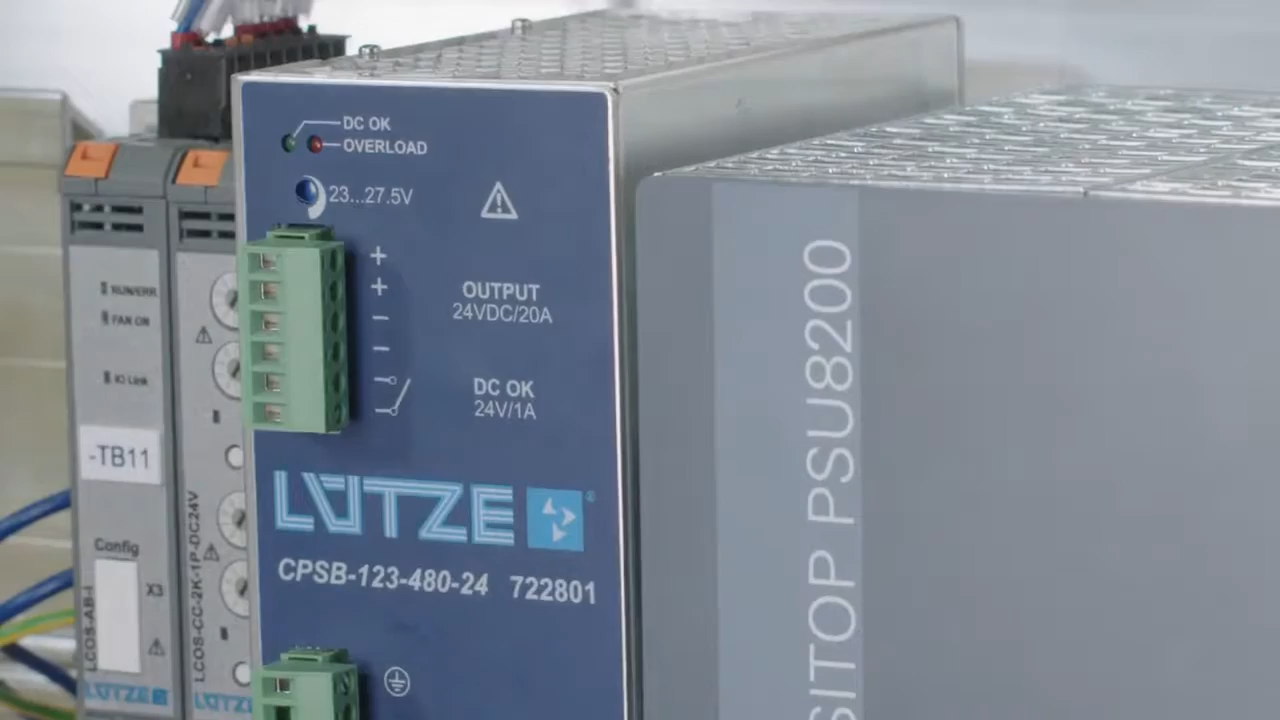 DC OK
OVERLOAD
23...27.5V
+
+
−
−
OUTPUT
24VDC/20A
DC OK
24V/1A
LÜTZE
CPSB-123-480-24 722801
RUN/ERR
FAN ON
IO Link
-TB11
Config
X3
LCOS-AB-I
LÜTZE
LCOS-CC-2K-1P-DC24V
LÜTZE
SITOP PSU8200